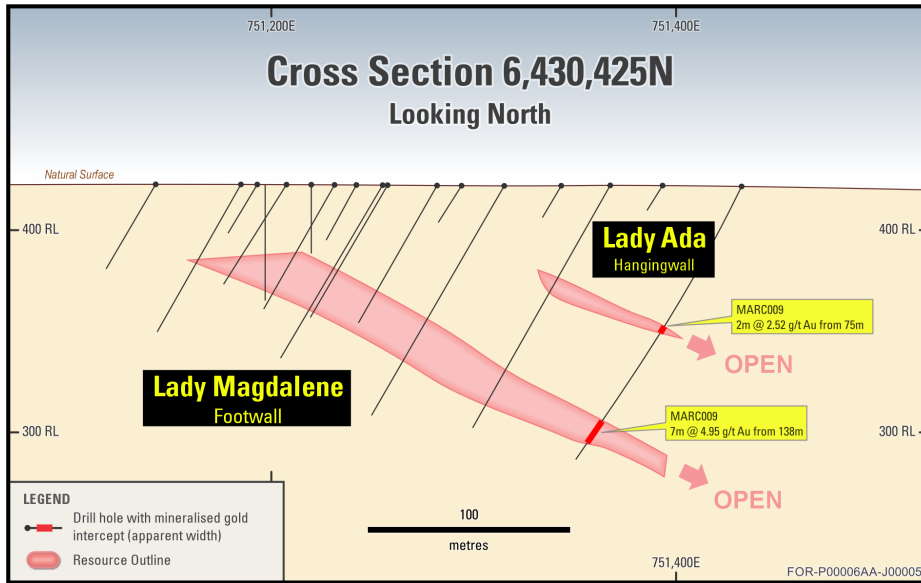 751,200E
751,400E
Cross Section 6,430,425N
Looking North
Natural Surface
400 RL
400 RL
Lady Ada
Hangingwall
MARC009
2m @ 2.52 g/t Au from 75m
OPEN
Lady Magdalene
Footwall
MARC009
7m @ 4.95 g/t Au from 138m
300 RL
300 RL
OPEN
LEGEND
Drill hole with mineralised gold
intercept (apparent width)
Resource Outline
100
metres
751,400E
FOR-P00006AA-J00005